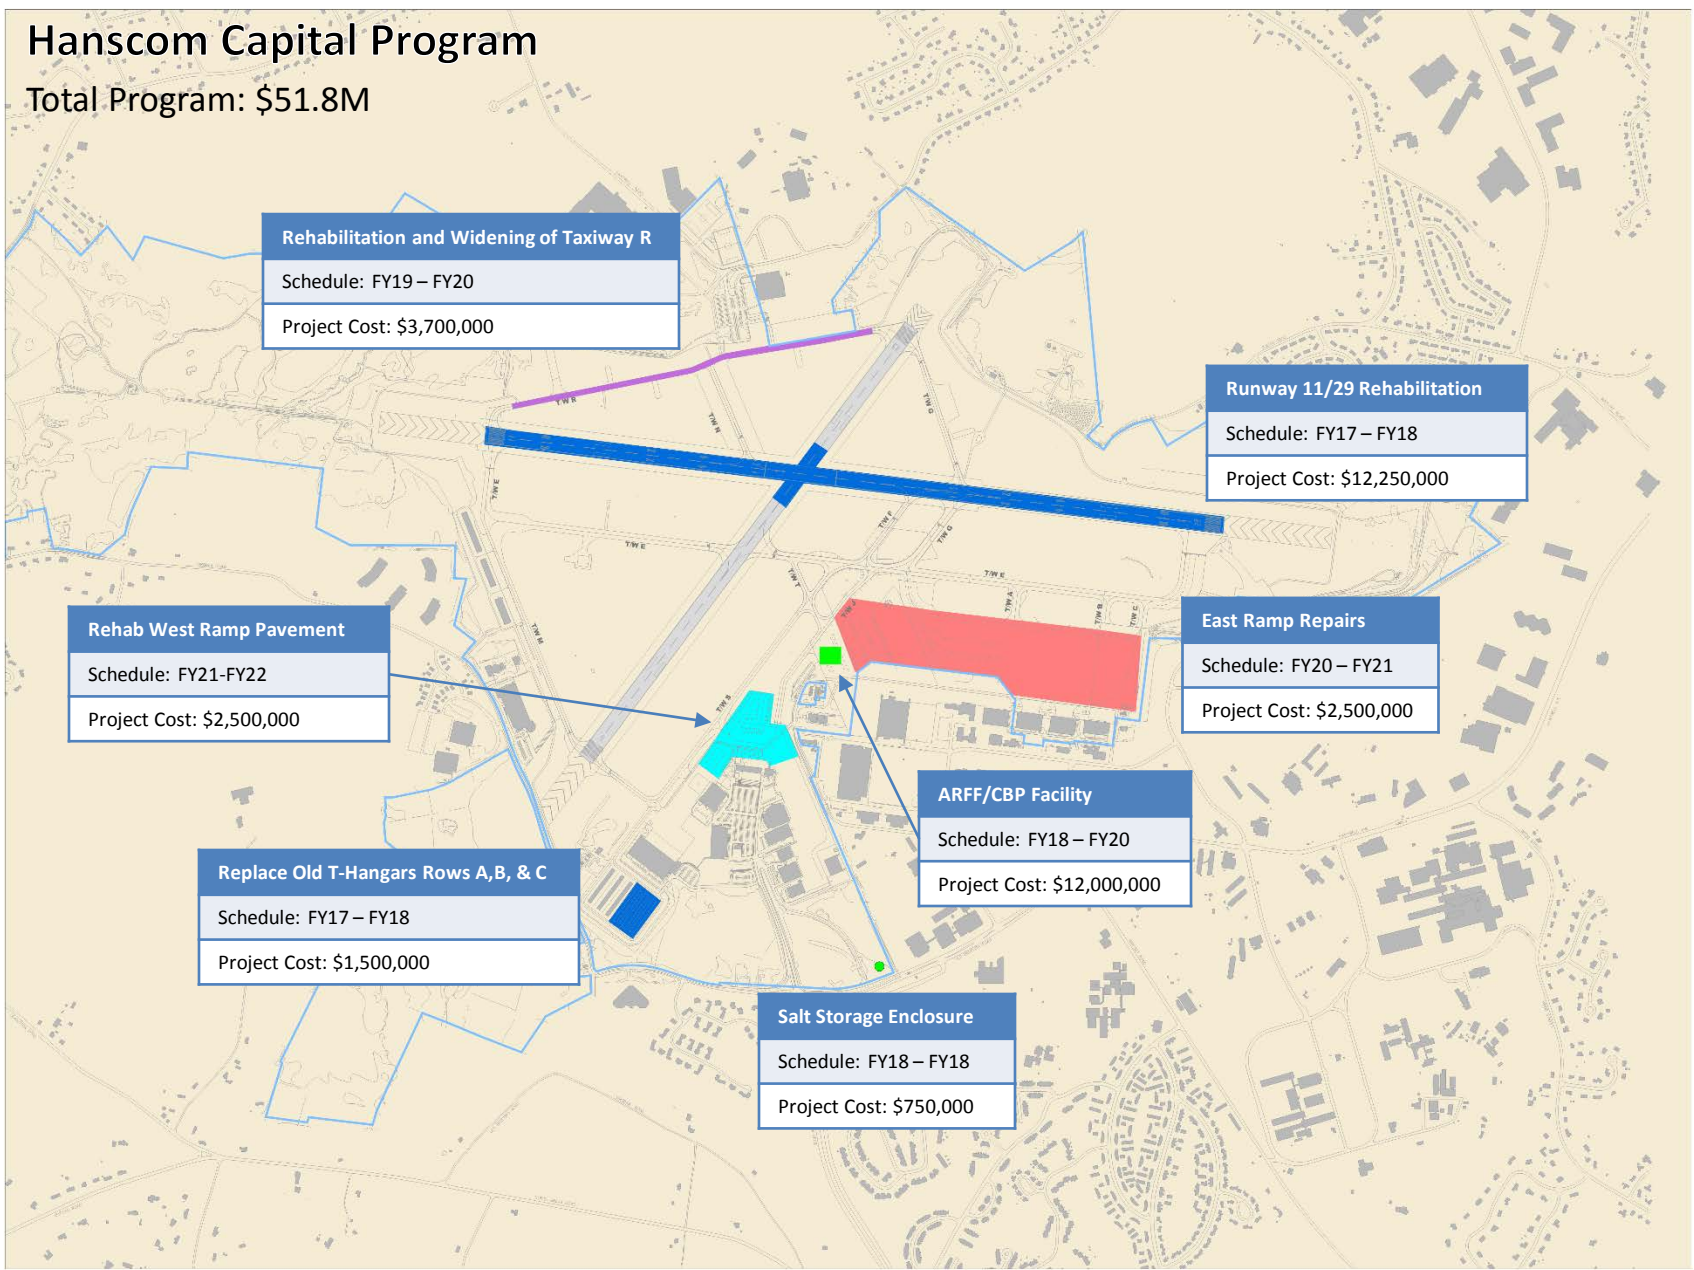 Hanscom Capital Program
Total Program: $51.8M
Rehabilitation and Widening of Taxiway R
Schedule: FY19 – FY20
Project Cost: $3,700,000
Runway 11/29 Rehabilitation
Schedule: FY17 – FY18
Project Cost: $12,250,000
T/W R
T/W N
T/W G
T/W E
T/W F
T/W G
T/W E
T/W T
T/W E
T/W J
T/W A
T/W B
T/W C
T/W M
T/W S
Rehab West Ramp Pavement
Schedule: FY21-FY22
Project Cost: $2,500,000
East Ramp Repairs
Schedule: FY20 – FY21
Project Cost: $2,500,000
ARFF/CBP Facility
Schedule: FY18 – FY20
Project Cost: $12,000,000
Replace Old T-Hangars Rows A,B, & C
Schedule: FY17 – FY18
Project Cost: $1,500,000
Salt Storage Enclosure
Schedule: FY18 – FY18
Project Cost: $750,000